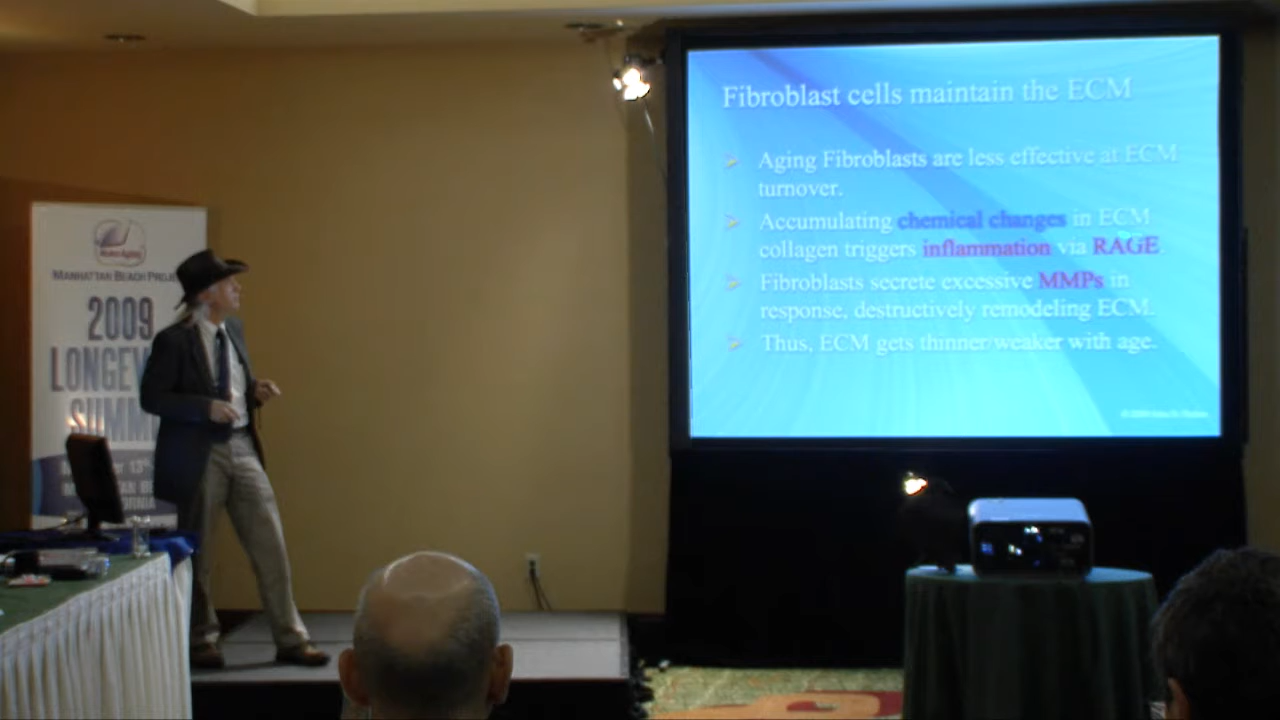 Fibroblast cells maintain the ECM
Aging Fibroblasts are less effective at ECM
turnover.
Accumulating chemical changes in ECM
collagen triggers inflammation via RAGE.
Fibroblasts secrete excessive MMPs in
response, destructively remodeling ECM.
Thus, ECM gets thinner/weaker with age.
MANHATTAN BEACH PROJE
2009
LONGEV
SUMM